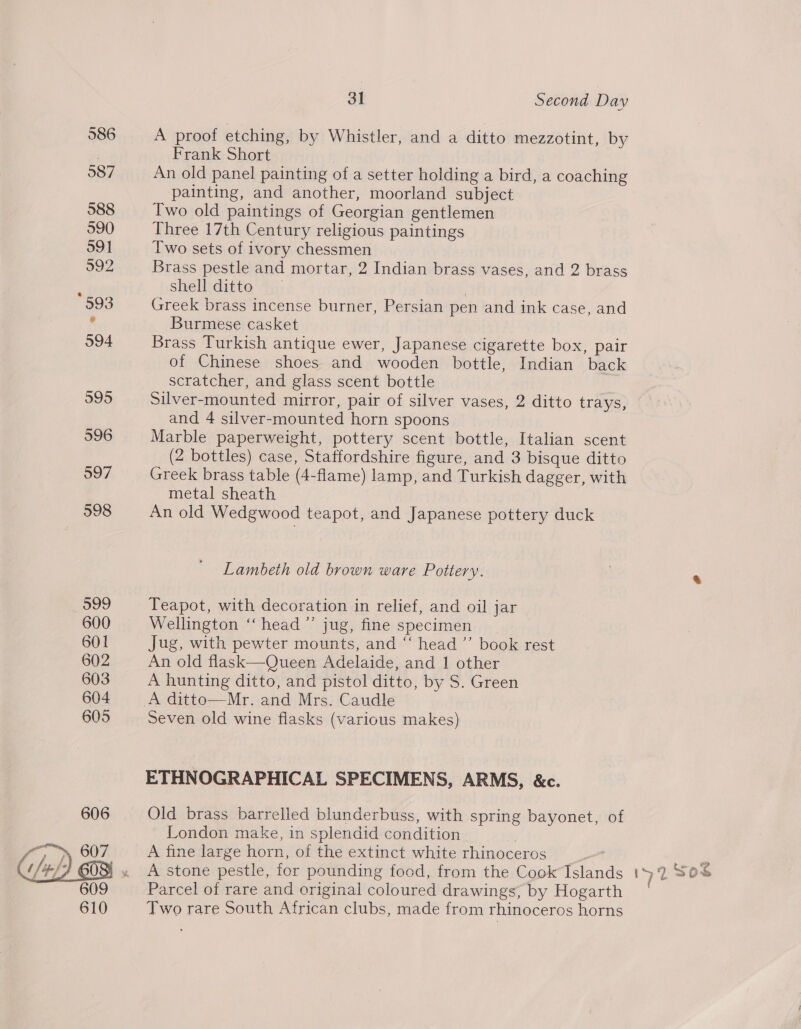 31 Second Day
586 A proof etching, by Whistler, and a ditto mezzotint, by
Frank Short
587 An old panel painting of a setter holding a bird, a coaching
painting, and another, moorland subject
588 Two old paintings of Georgian gentlemen
590 Three 17th Century religious paintings
591 Two sets of ivory chessmen
592 Brass pestle and mortar, 2 Indian brass vases, and 2 brass
shell ditto
593 Greek brass incense burner, Persian pen and ink case, and
Burmese casket
594 Brass Turkish antique ewer, Japanese cigarette box, pair
of Chinese shoes and wooden bottle, Indian back
scratcher, and glass scent bottle
595 Silver-mounted mirror, pair of silver vases, 2 ditto trays,
and 4 silver-mounted horn spoons
596 Marble paperweight, pottery scent bottle, Italian scent
(2 bottles) case, Staffordshire figure, and 3 bisque ditto
597 Greek brass table (4-flame) lamp, and Turkish dagger, with
metal sheath
598 An old Wedgwood teapot, and Japanese pottery duck
Lambeth old brown ware Pottery.
599 Teapot, with decoration in relief, and oil jar
600 Wellington “ head ” jug, fine specimen
601 Jug, with pewter mounts, and “ head ” book rest
602 An old flask—Queen Adelaide, and 1 other
603 A hunting ditto, and pistol ditto, by S. Green
604 A ditto—Mr. and Mrs. Caudle
605 Seven old wine flasks (various makes)
ETHNOGRAPHICAL SPECIMENS, ARMS, &c.
606 Old brass barrelled blunderbuss, with spring bayonet, of
London make, in splendid condition
607 A fine large horn, of the extinct white rhinoceros
608 A stone pestle, for pounding food, from the Cook Islands
609 Parcel of rare and original coloured drawings, by Hogarth
610 Two rare South African clubs, made from rhinoceros horns